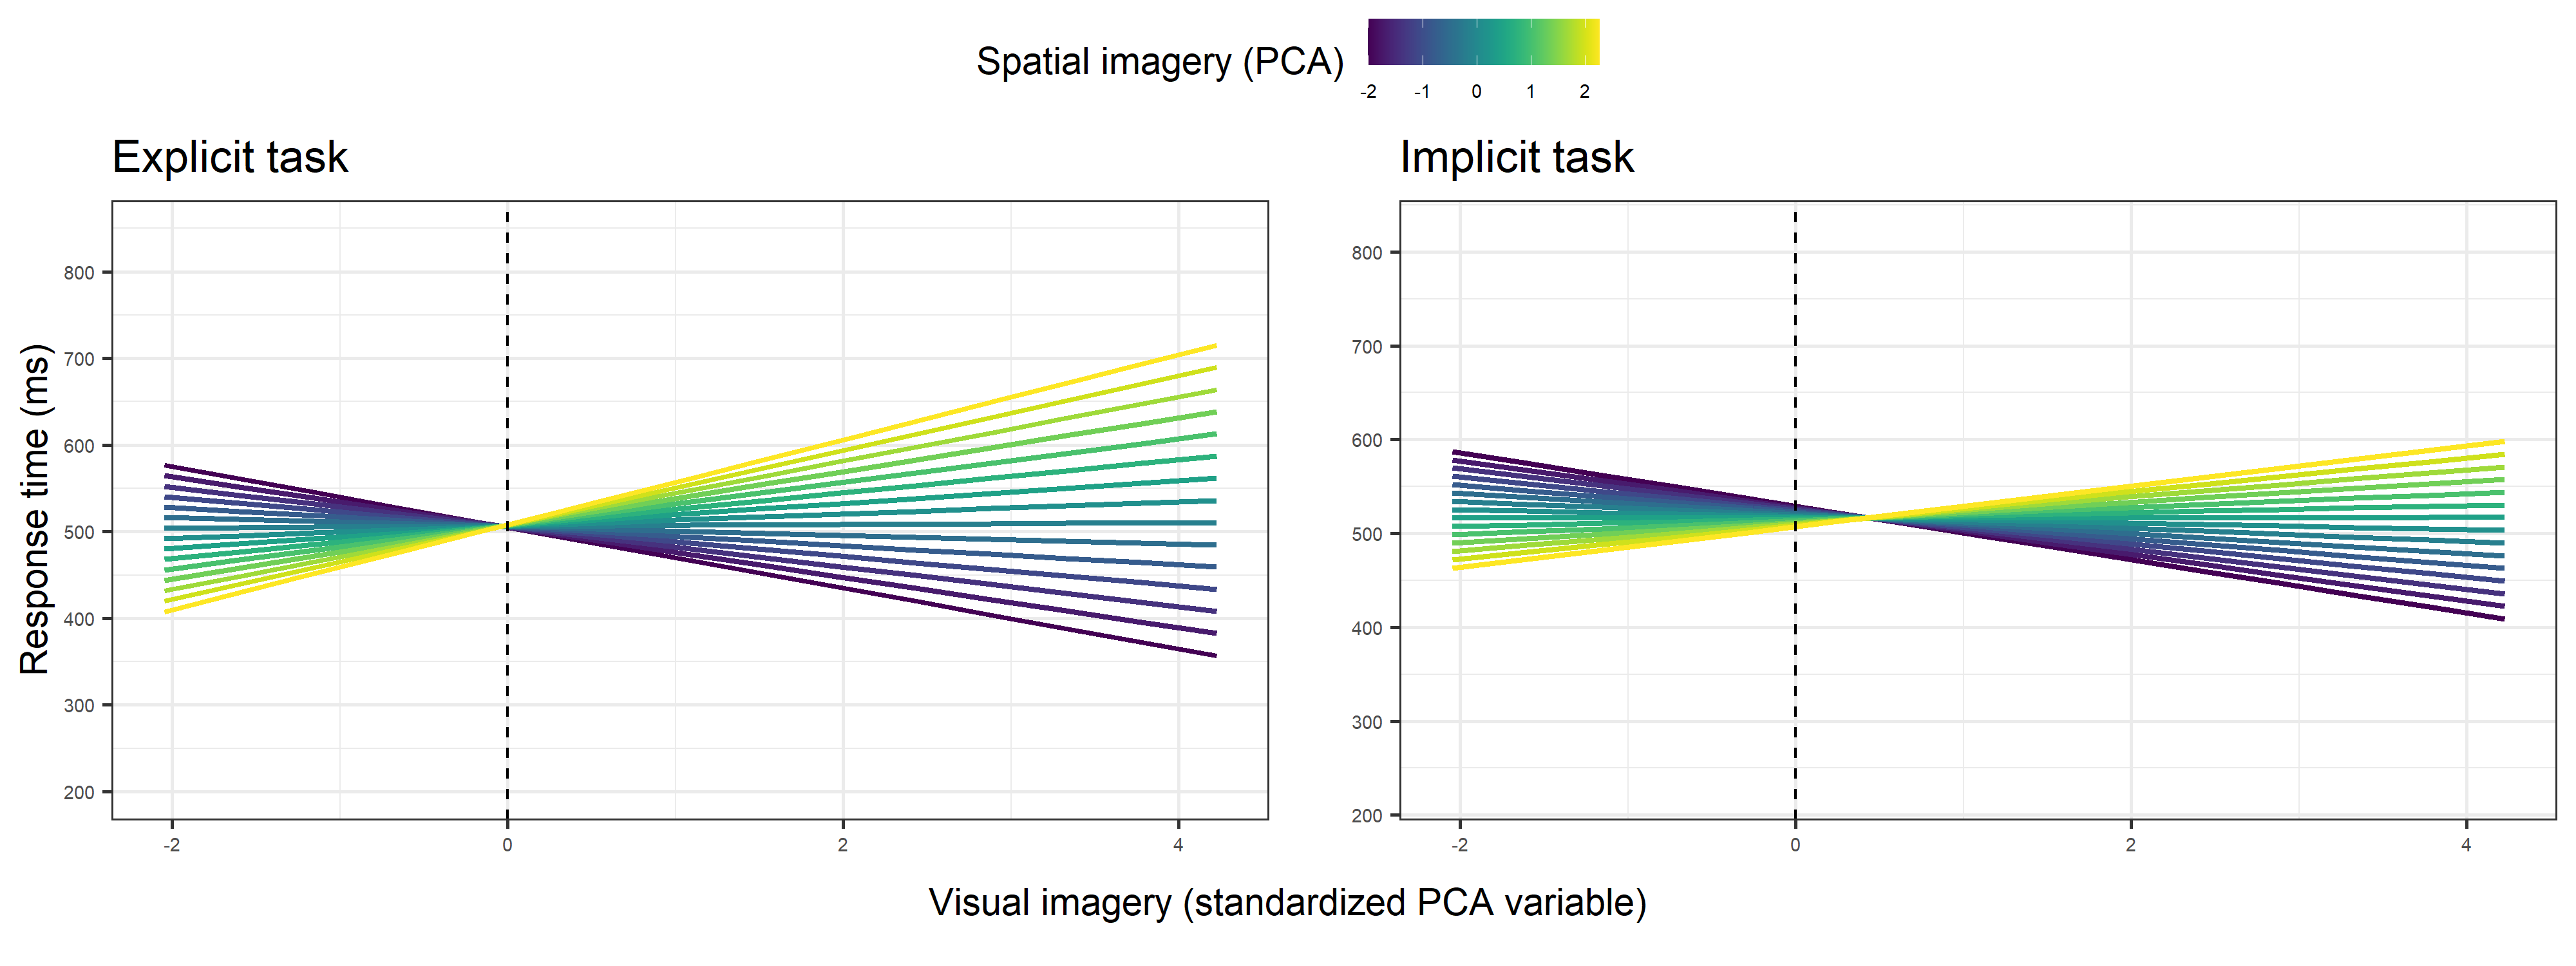 Spatial imagery (PCA)
-2 -1 0 1 2
Explicit task
Implicit task
Response time (ms)
800
700
600
500
400
300
200
-2 0 2 4
800
700
600
500
400
300
200
-2 0 2 4
Visual imagery (standardized PCA variable)